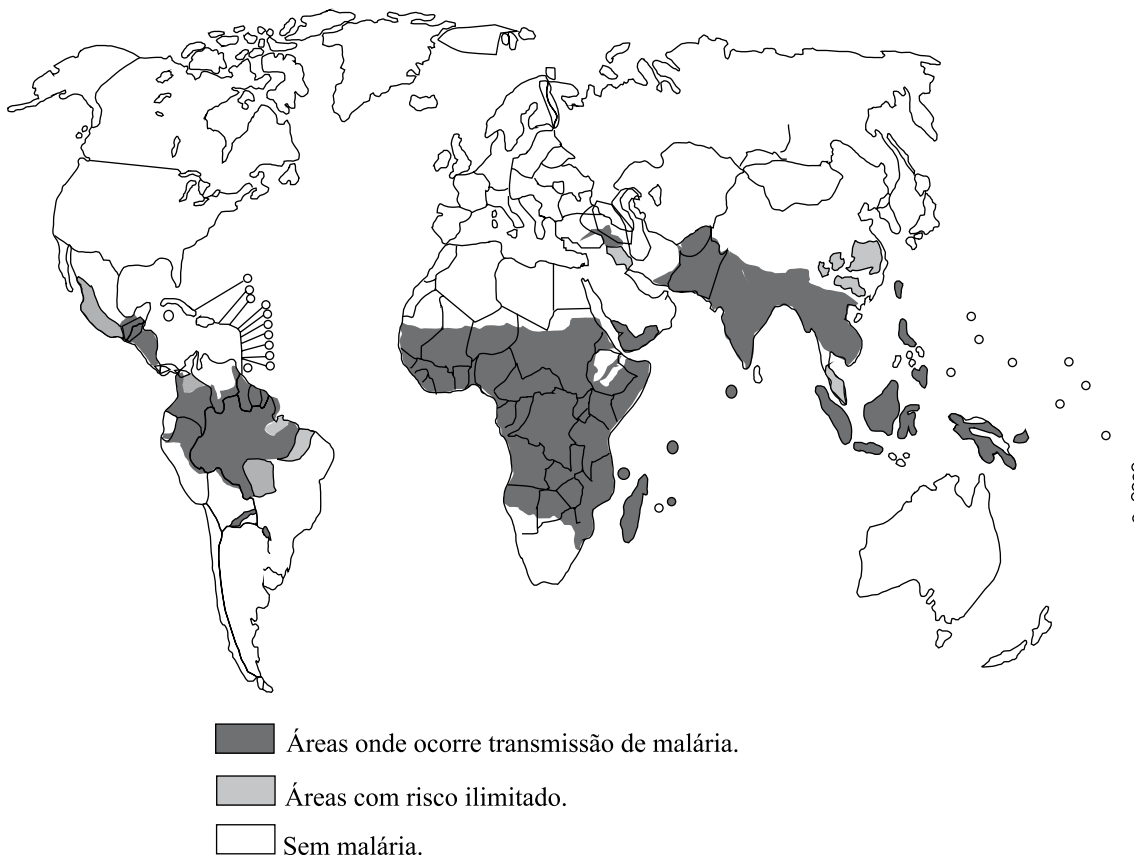 Áreas onde ocorre transmissão de malária.
Áreas com risco ilimitado.
Sem malária.